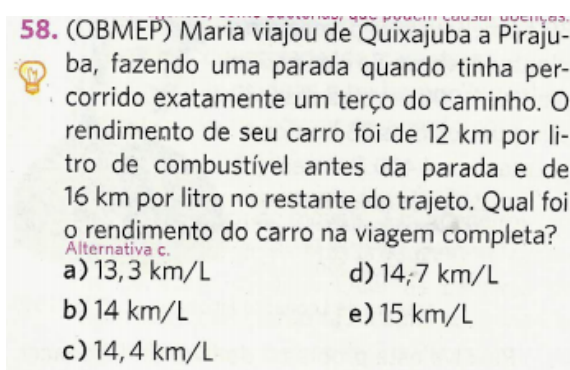 58. (OBMEP) Maria viajou de Quixajuba a Piraju-
ba, fazendo uma parada quando tinha per-
corrido exatamente um terço do caminho. O
rendimento de seu carro foi de 12 km por li-
tro de combustível antes da parada e de
16 km por litro no restante do trajeto. Qual foi
o rendimento do carro na viagem completa?
Alternativa c.
a) 13,3 km/L
d) 14,7 km/L
b) 14 km/L
e) 15 km/L
c) 14,4 km/L